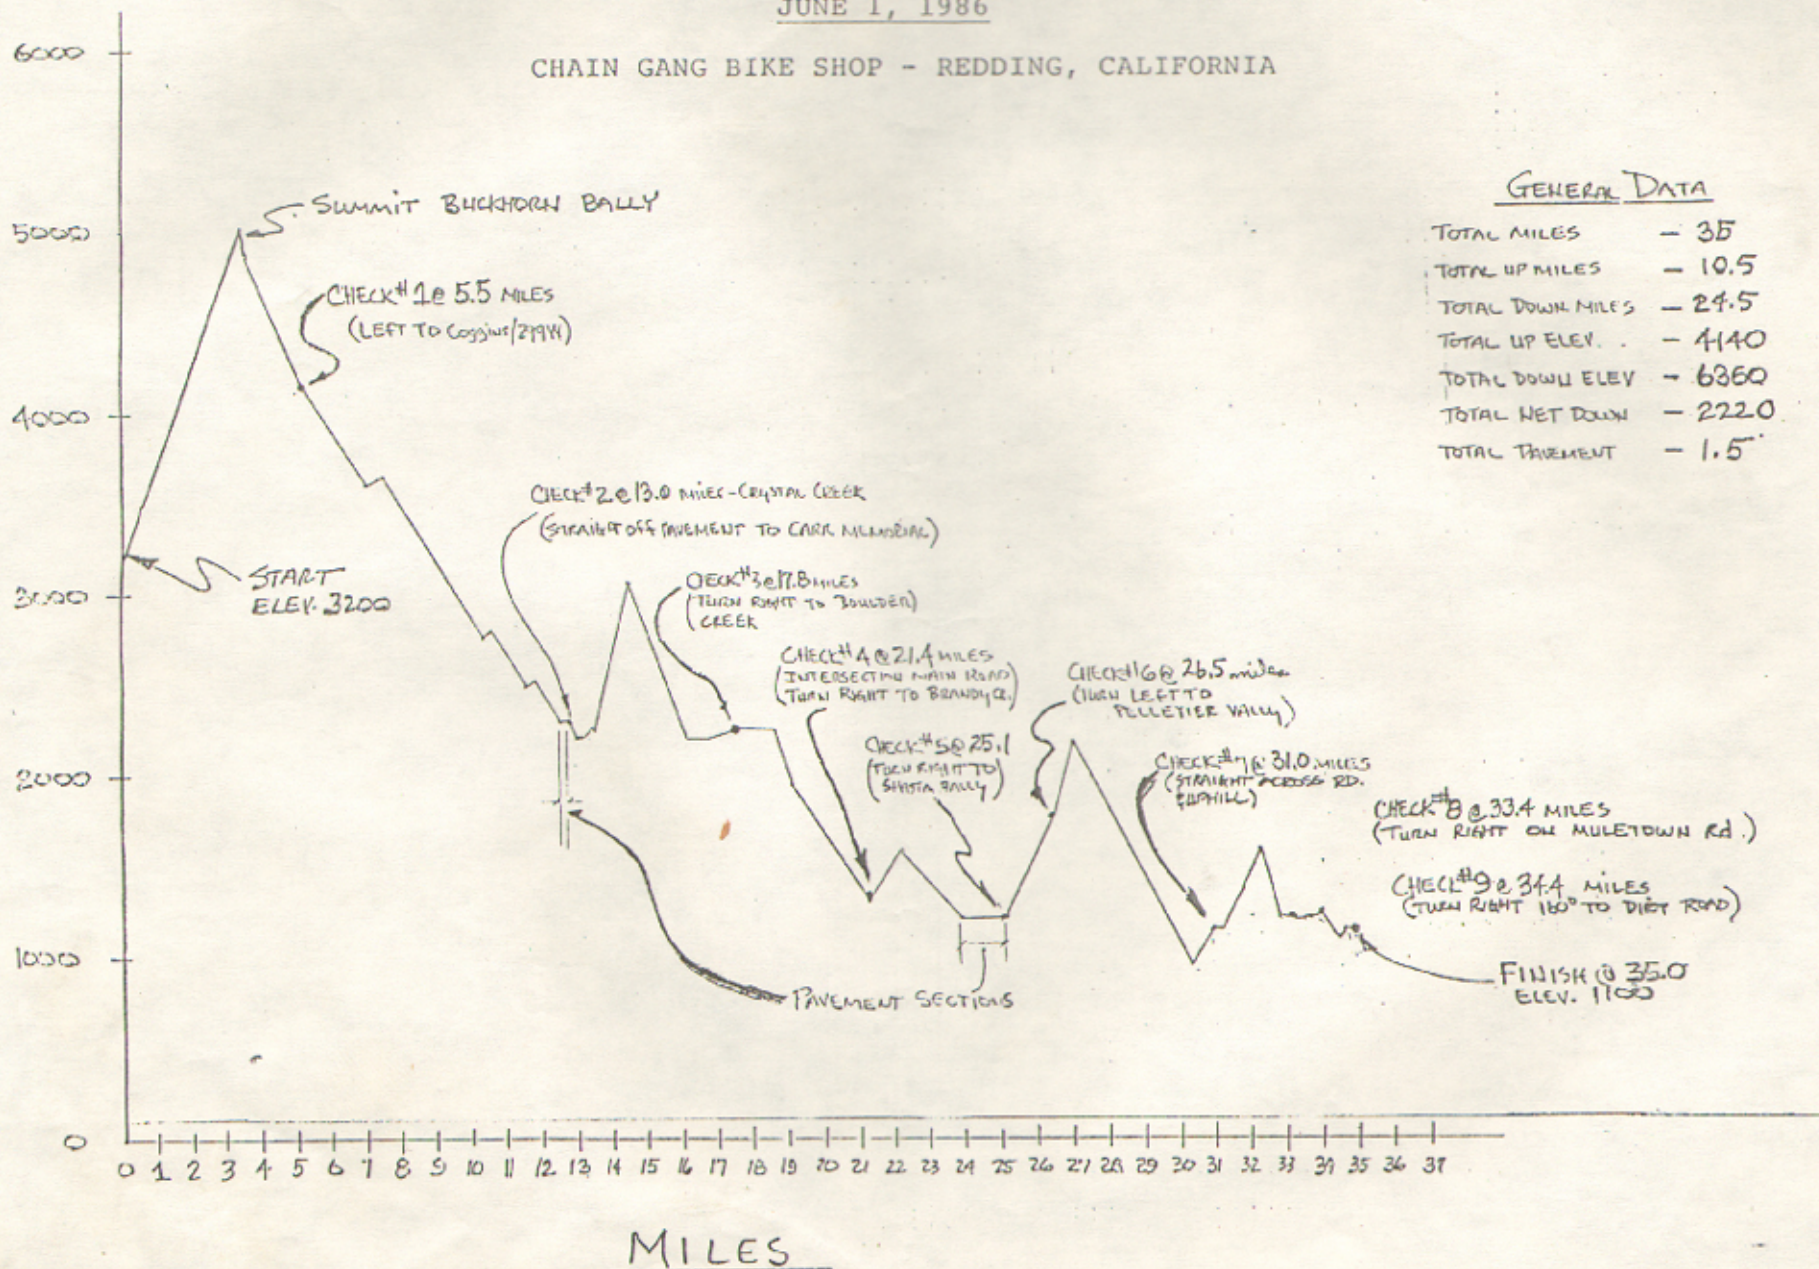 JUNE 1, 1986
CHAIN GANG BIKE SHOP - REDDING, CALIFORNIA
6000
5000
4000
3000
2000
1000
0
SUMMIT BUCKHORN BALLY
CHECK #1 @ 5.5 MILES
(LEFT TO Coggins/299W)
START
ELEV. 3200
CHECK #2 @ 13.0 MILES - CRYSTAL CREEK
(STRAIGHT OFF PAVEMENT TO CARR MEMORIAL)
CHECK #3 @ 17.8 MILES
(TURN RIGHT TO BOULDER)
( CREEK
CHECK #4 @ 21.4 MILES
(INTERSECTION MAIN ROAD)
(TURN RIGHT TO BRANDY CR.)
CHECK #5 @ 25.1
(TURN RIGHT TO)
(SHASTA BALLY)
CHECK #6 @ 26.5 miles
(TURN LEFT TO
PELLETIER VALLY)
CHECK #7 @ 31.0 MILES
(STRAIGHT ACROSS RD.
UPHILL)
CHECK #8 @ 33.4 MILES
(TURN RIGHT ON MULETOWN Rd.)
CHECK #9 @ 34.4 MILES
(TURN RIGHT 160° TO DIRT ROAD)
FINISH @ 35.0
ELEV. 1100
PAVEMENT SECTIONS
GENERAL DATA
TOTAL MILES - 35
TOTAL UP MILES - 10.5
TOTAL DOWN MILES - 24.5
TOTAL UP ELEV. - 4140
TOTAL DOWN ELEV - 6360
TOTAL NET DOWN - 2220
TOTAL PAVEMENT - 1.5
0 1 2 3 4 5 6 7 8 9 10 11 12 13 14 15 16 17 18 19 20 21 22 23 24 25 26 27 28 29 30 31 32 33 34 35 36 37
MILES